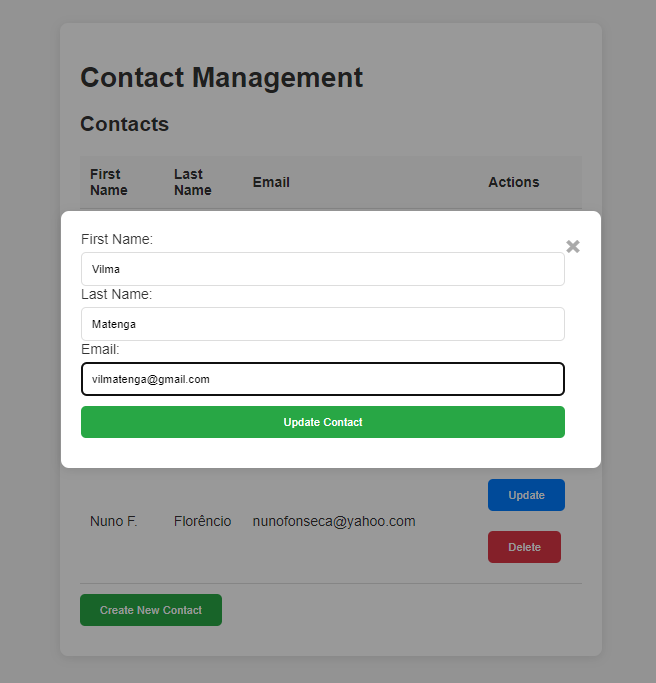 Contact Management
Contacts
First Name Last Name Email Actions
First Name:
Vilma
Last Name:
Matenga
Email:
vilmatenga@gmail.com
Update Contact
Update
Nuno F. Florêncio nunofonseca@yahoo.com
Delete
Create New Contact